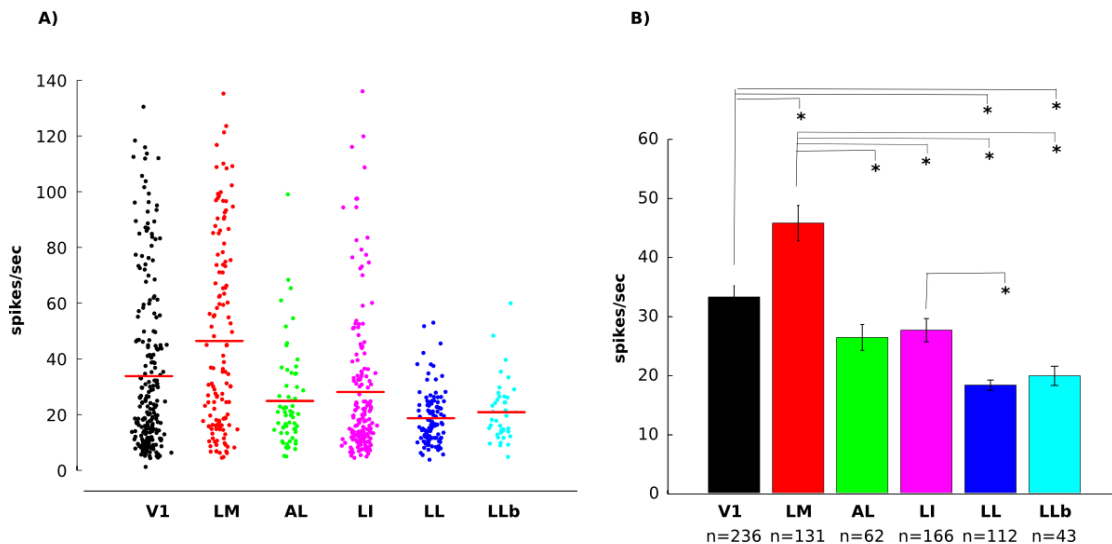 A)
140
120
100
80
60
40
20
0
spikes/sec
V1 LM AL LI LL LLb
B)
60
50
40
30
20
10
0
spikes/sec
* * *
* * * *
*
V1 LM AL LI LL LLb
n=236 n=131 n=62 n=166 n=112 n=43